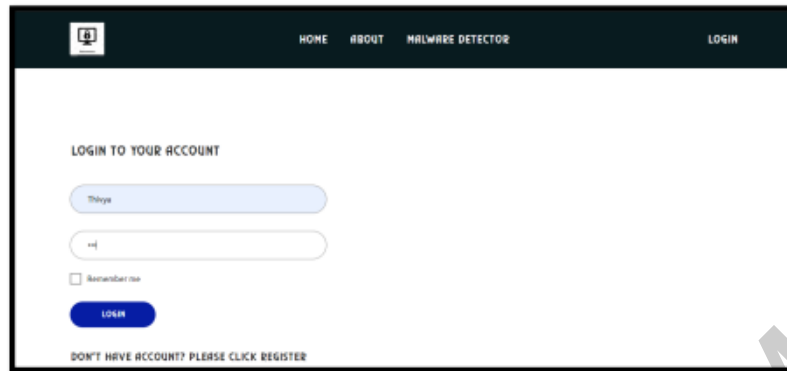 HOME ABOUT MALWARE DETECTOR LOGIN
LOGIN TO YOUR ACCOUNT
Thivya
Remember me
LOGIN
DON'T HAVE ACCOUNT? PLEASE CLICK REGISTER